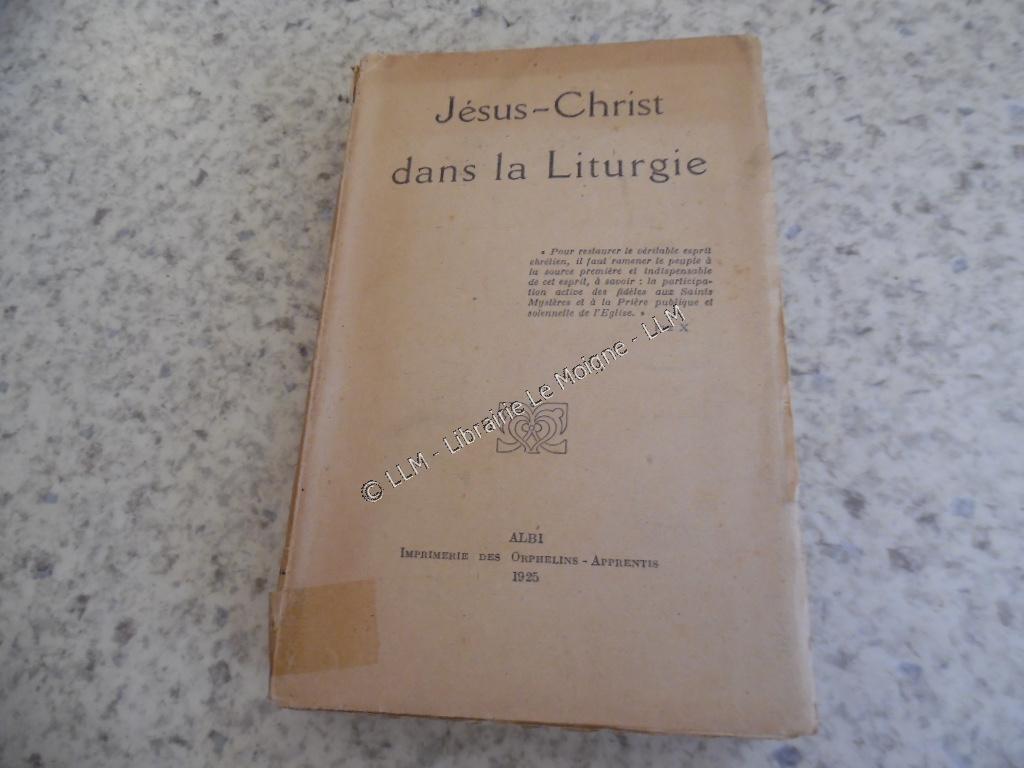 Jésus-Christ
dans la Liturgie
« Pour restaurer le véritable esprit
chrétien, il faut ramener le peuple à
la source première et indispensable
de cet esprit, à savoir : la participa-
tion active des fidèles aux Saints
Mystères et à la Prière publique et
solennelle de l'Eglise. »
X
© LLM - Librairie Le Moigne - LLM
ALBI
IMPRIMERIE DES ORPHELINS-APPRENTIS
1925